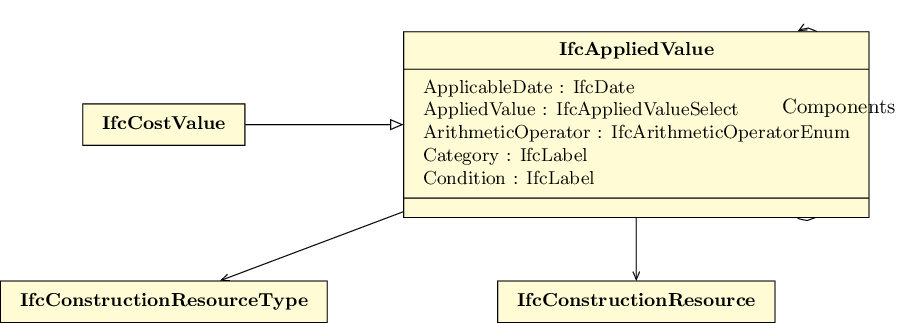 IfcAppliedValue
ApplicableDate : IfcDate
AppliedValue : IfcAppliedValueSelect
Components
ArithmeticOperator : IfcArithmeticOperatorEnum
Category : IfcLabel
Condition : IfcLabel
IfcCostValue
IfcConstructionResourceType
IfcConstructionResource